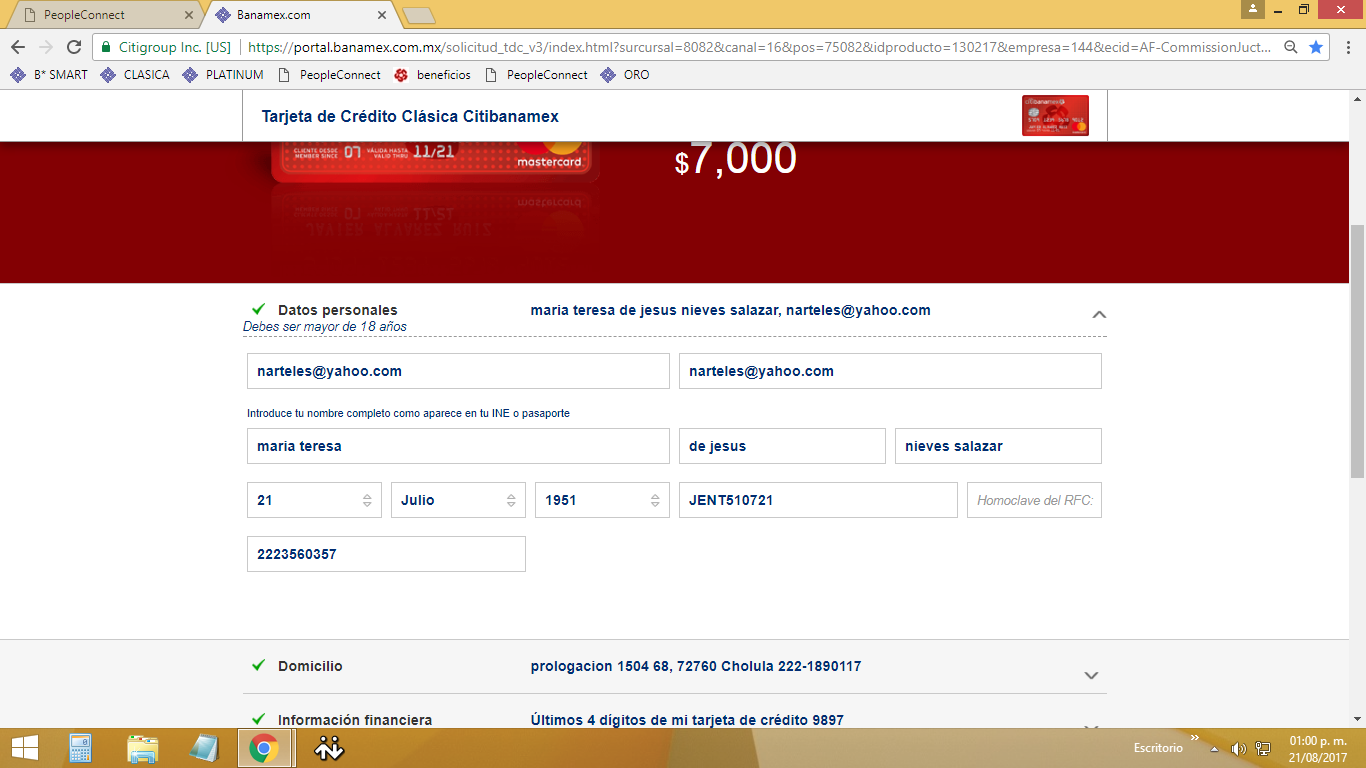 PeopleConnect
Banamex.com
Citigroup Inc. [US] https://portal.banamex.com.mx/solicitud_tdc_v3/index.html?surcursal=8082&canal=16&pos=75082&idproducto=130217&empresa=144&ecid=AF-CommissionJuct...
B* SMART CLASICA PLATINUM PeopleConnect beneficios PeopleConnect ORO
Tarjeta de Crédito Clásica Citibanamex
CLIENTE DESDE MEMBER SINCE 07 VÁLIDA HASTA VALID THRU 11/21
mastercard
$7,000
JAVIER ALVAREZ RUIZ
Datos personales maria teresa de jesus nieves salazar, narteles@yahoo.com
Debes ser mayor de 18 años
narteles@yahoo.com narteles@yahoo.com
Introduce tu nombre completo como aparece en tu INE o pasaporte
maria teresa de jesus nieves salazar
21 Julio 1951 JENT510721 Homoclave del RFC:
2223560357
Domicilio prologacion 1504 68, 72760 Cholula 222-1890117
Información financiera Últimos 4 dígitos de mi tarjeta de crédito 9897
Escritorio
01:00 p. m.
21/08/2017